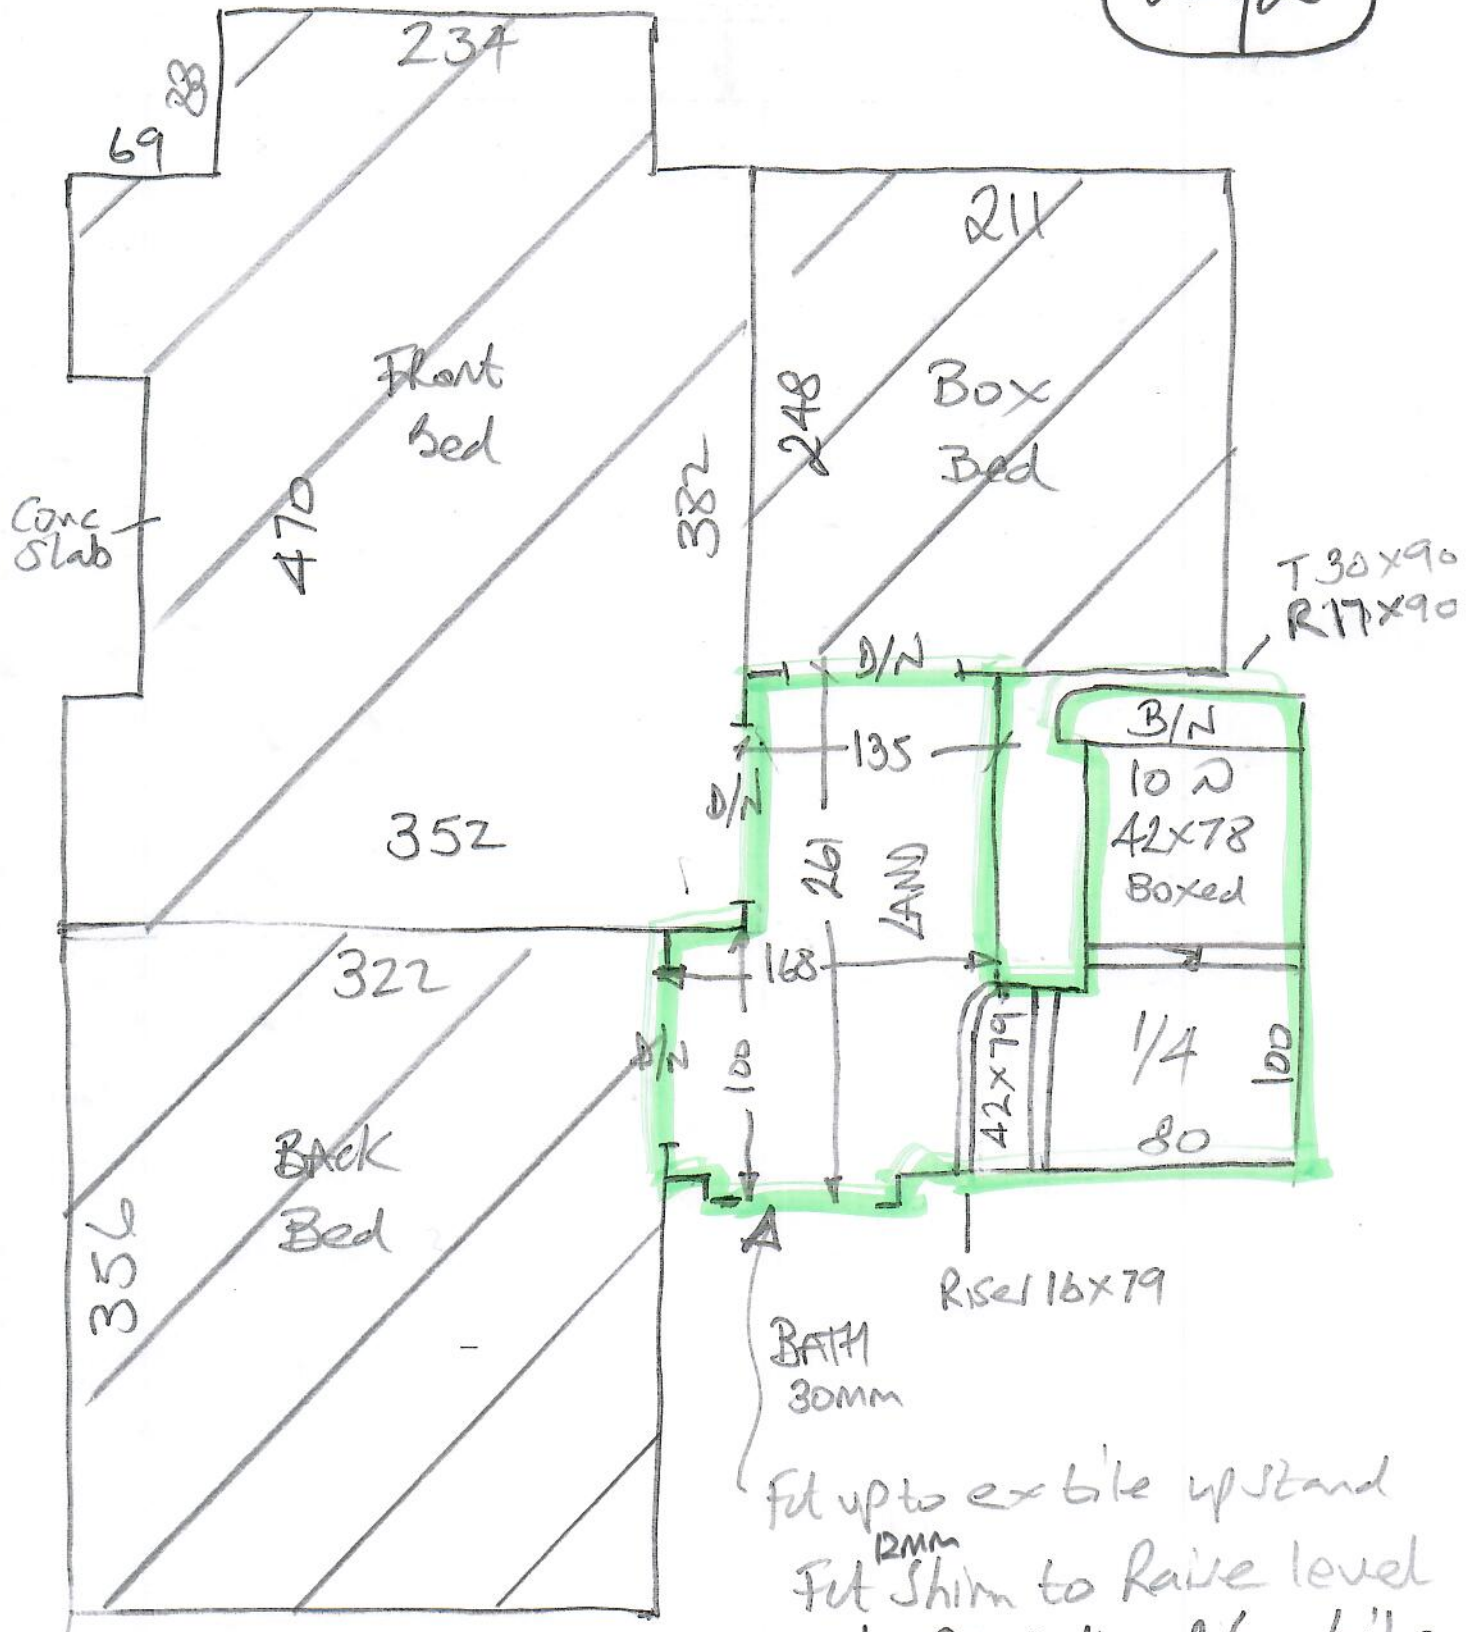 234
69
211
Front
Bed
248
Box
Bed
382
470
Conc
Slab
T 30x90
R17x90
D/N
B/N
135
10 N
42x78
Boxed
D/N
352
261
LAND
168
322
D/N
100
42x79
1/4
100
80
BACK
Bed
356
A
Riser 16x79
BATH
30mm
Fit up to ex tile upstand
12mm
Fit Shim to Raise level